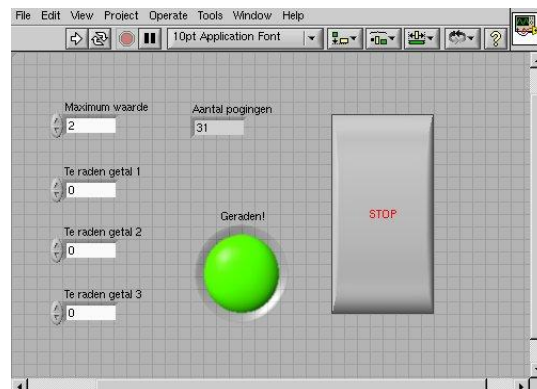 File Edit View Project Operate Tools Window Help
10pt Application Font
Maximum waarde
2
Aantal pogingen
31
Te raden getal 1
0
Te raden getal 2
0
Te raden getal 3
0
Geraden!
STOP